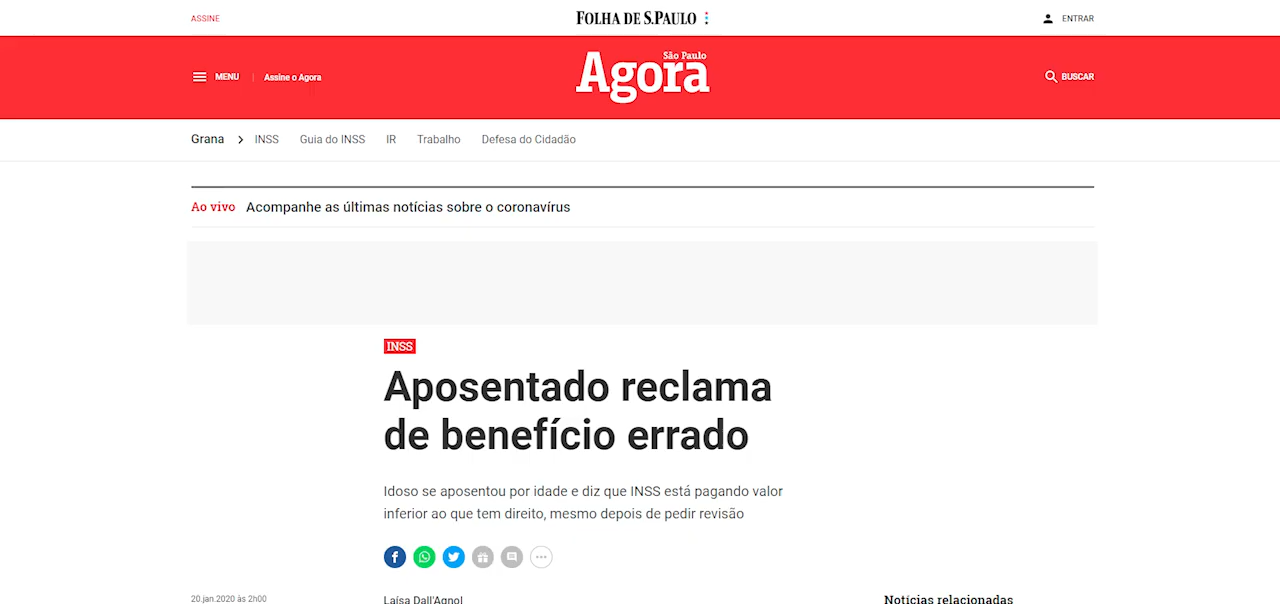 ASSINE
FOLHA DE S.PAULO
ENTRAR
MENU
Assine o Agora
São Paulo
Agora
BUSCAR
Grana
INSS
Guia do INSS
IR
Trabalho
Defesa do Cidadão
Ao vivo Acompanhe as últimas notícias sobre o coronavírus
INSS
Aposentado reclama
de benefício errado
Idoso se aposentou por idade e diz que INSS está pagando valor
inferior ao que tem direito, mesmo depois de pedir revisão
20.jan.2020 às 2h00
Laísa Dall'Agnol
Notícias relacionadas